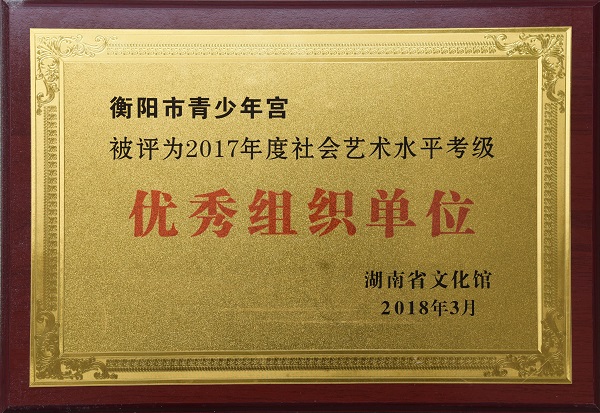 衡阳市青少年宫
被评为2017年度社会艺术水平考级
优秀组织单位
湖南省文化馆
2018年3月